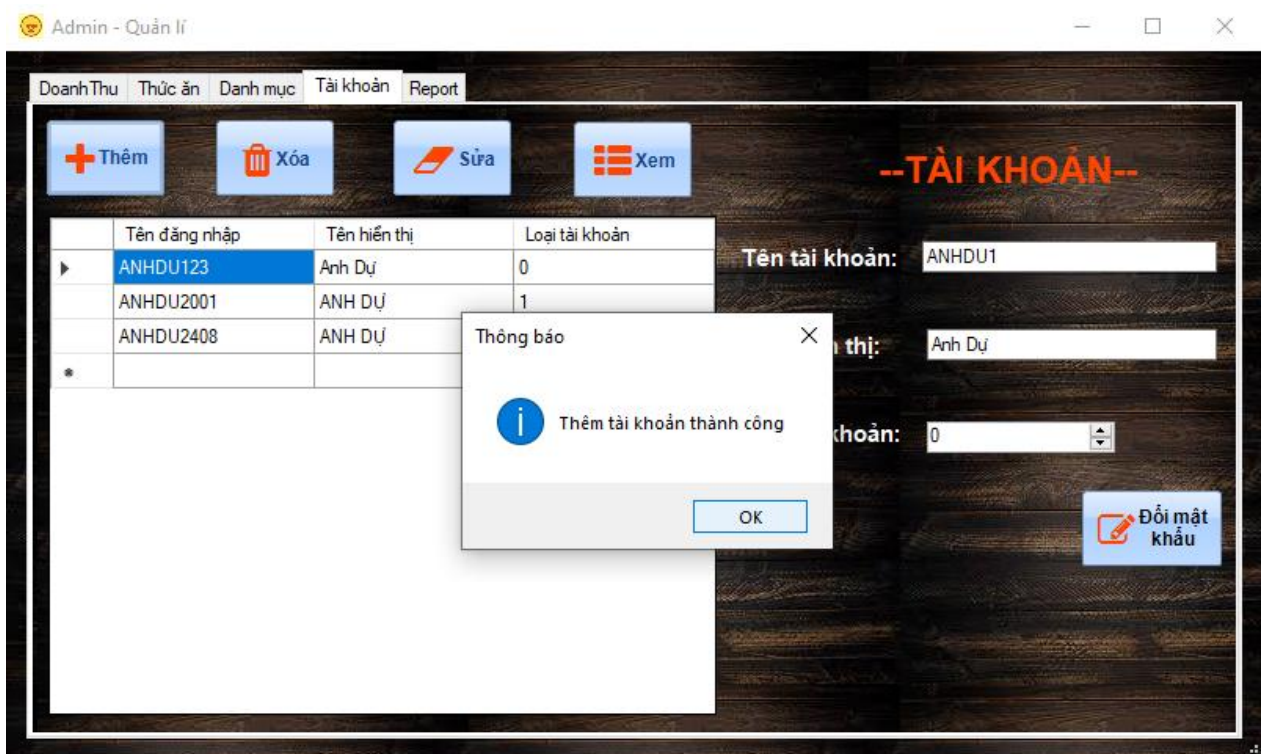 Admin - Quản lí
DoanhThu Thức ăn Danh mục Tài khoản Report
Thêm Xóa Sửa Xem
--TÀI KHOẢN--
Tên đăng nhập Tên hiển thị Loại tài khoản
ANHDU123 Anh Dự 0
ANHDU2001 ANH DỰ 1
ANHDU2408 ANH DỰ
Tên tài khoản: ANHDU1
thị: Anh Dự
khoản: 0
Thông báo
Thêm tài khoản thành công
OK
Đổi mật
khẩu